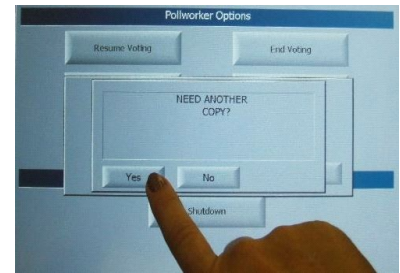 Pollworker Options
Resume Voting
End Voting
NEED ANOTHER
COPY?
Yes
No
Shutdown